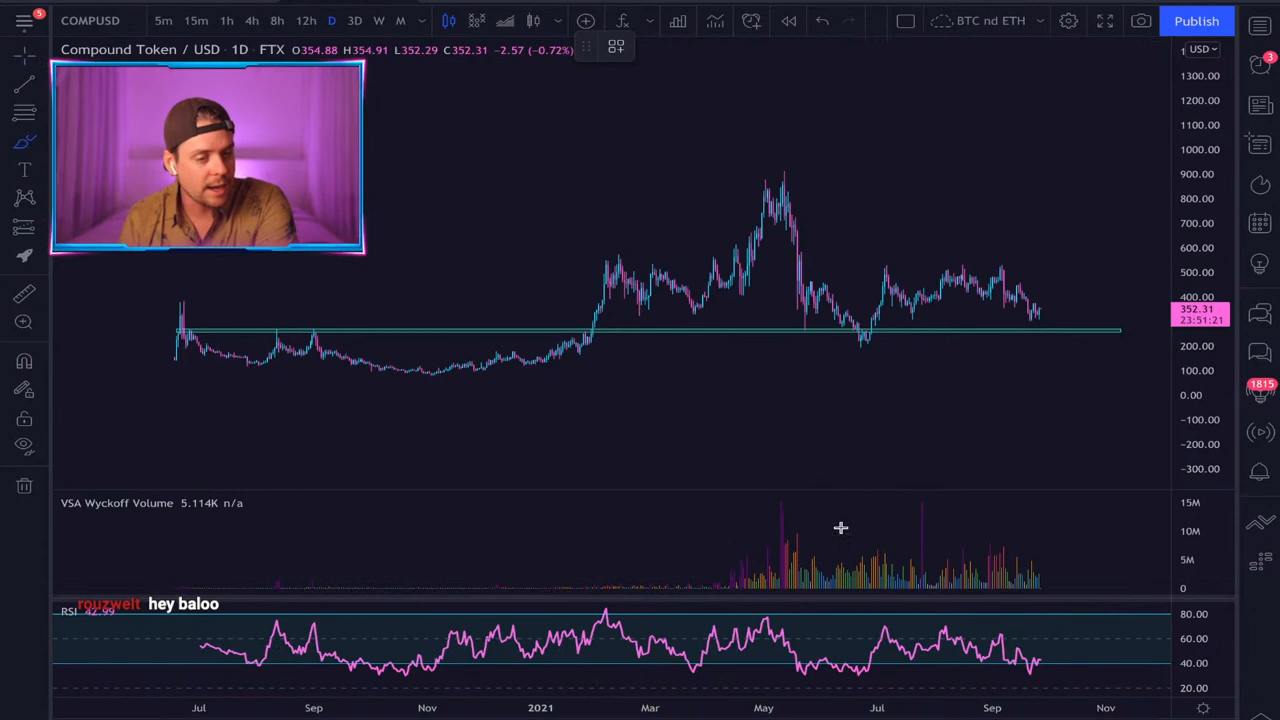 COMPUSD 5m 15m 1h 4h 8h 12h D 3D W M BTC nd ETH Publish
5
3
Compound Token / USD · 1D · FTX O354.88 H354.91 L352.29 C352.31 −2.57 (−0.72%)
USD
1300.00
1200.00
1100.00
1000.00
900.00
800.00
700.00
600.00
500.00
400.00
352.31
23:51:21
200.00
100.00
0.00
−100.00
−200.00
−300.00
1815
VSA Wyckoff Volume 5.114K n/a
15M
10M
5M
0
rouzwelt hey baloo
RSI 42.99
80.00
60.00
40.00
20.00
Jul Sep Nov 2021 Mar May Jul Sep Nov